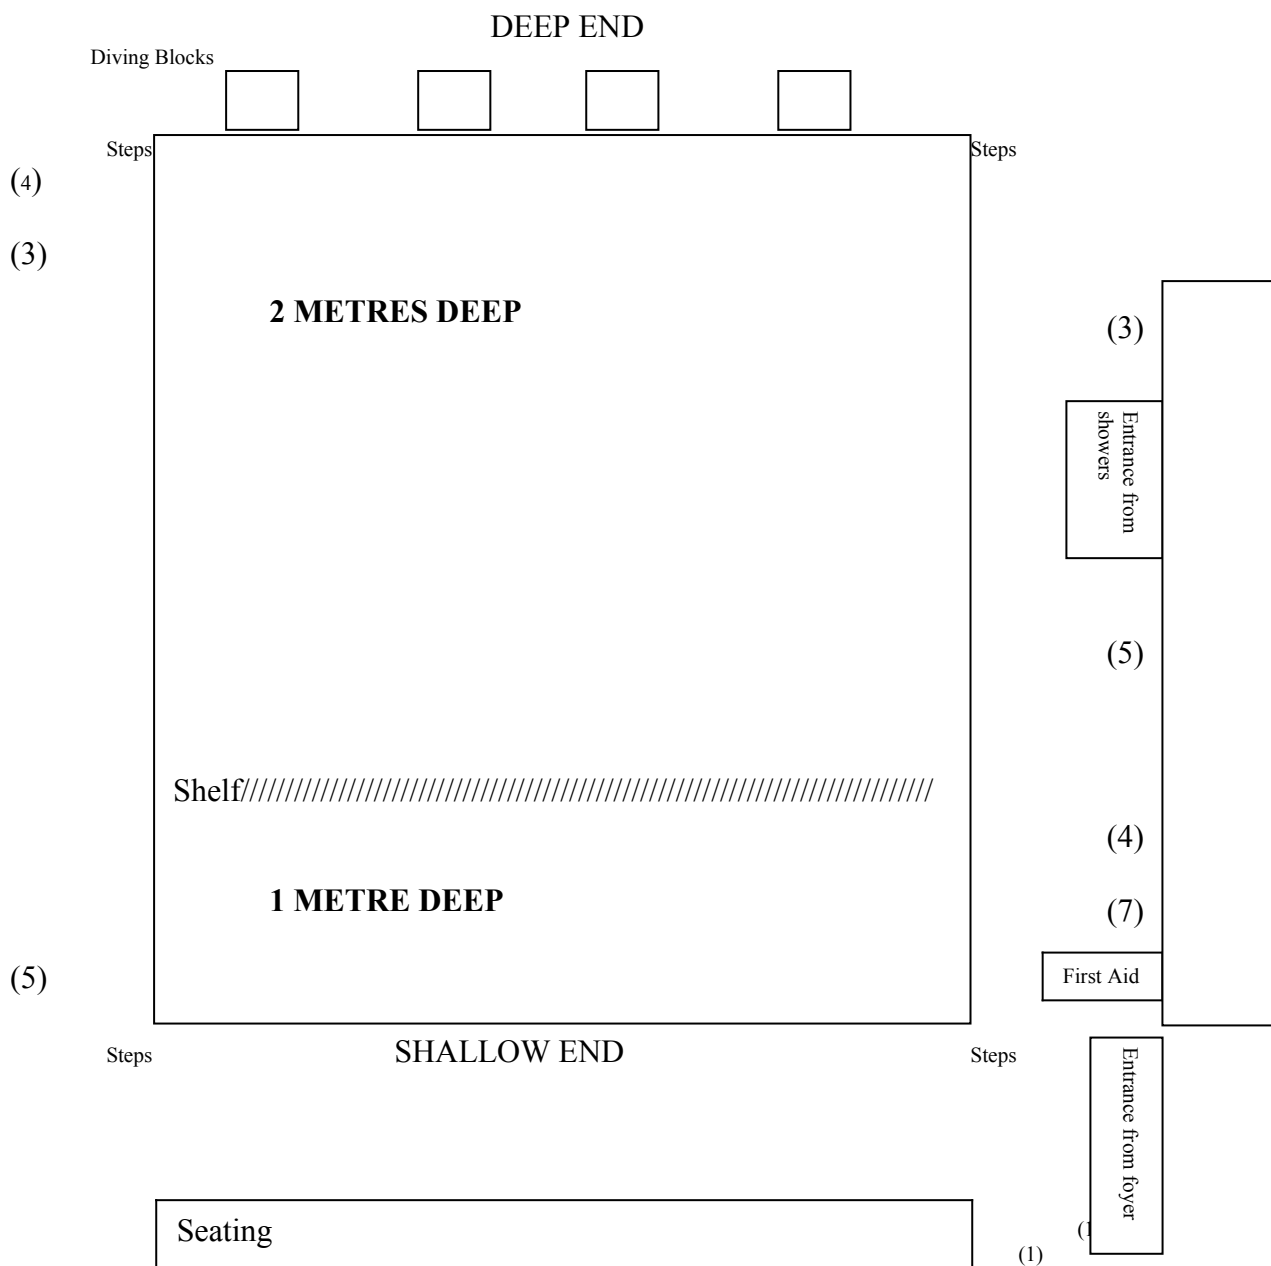 DEEP END
Diving Blocks
Steps
Steps
(4)
(3)
2 METRES DEEP
(3)
Entrance from
showers
(5)
Shelf///////////////////////////////////////////////////////////////////////////////
(4)
1 METRE DEEP
(7)
(5)
First Aid
Steps
SHALLOW END
Steps
Entrance from foyer
Seating
(1)